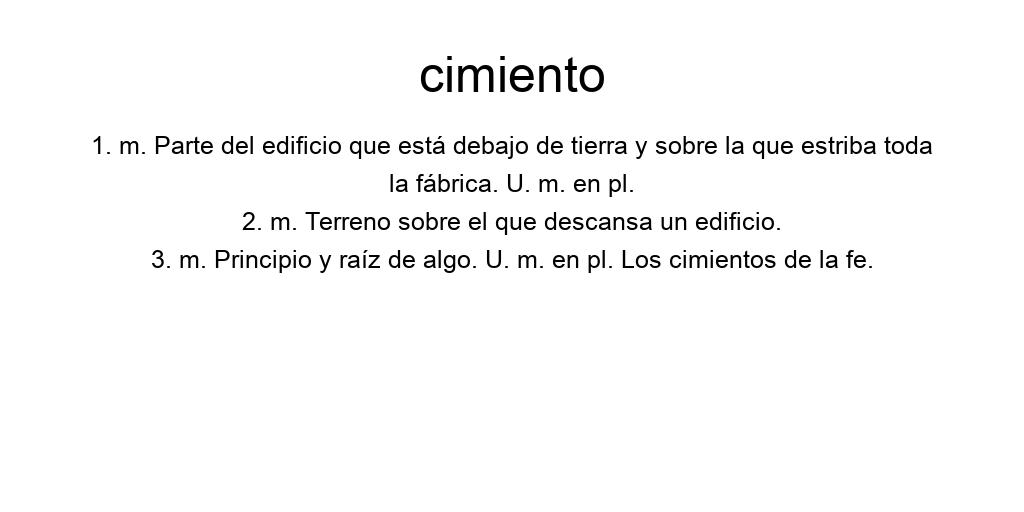 cimiento
1. m. Parte del edificio que está debajo de tierra y sobre la que estriba toda
la fábrica. U. m. en pl.
2. m. Terreno sobre el que descansa un edificio.
3. m. Principio y raíz de algo. U. m. en pl. Los cimientos de la fe.